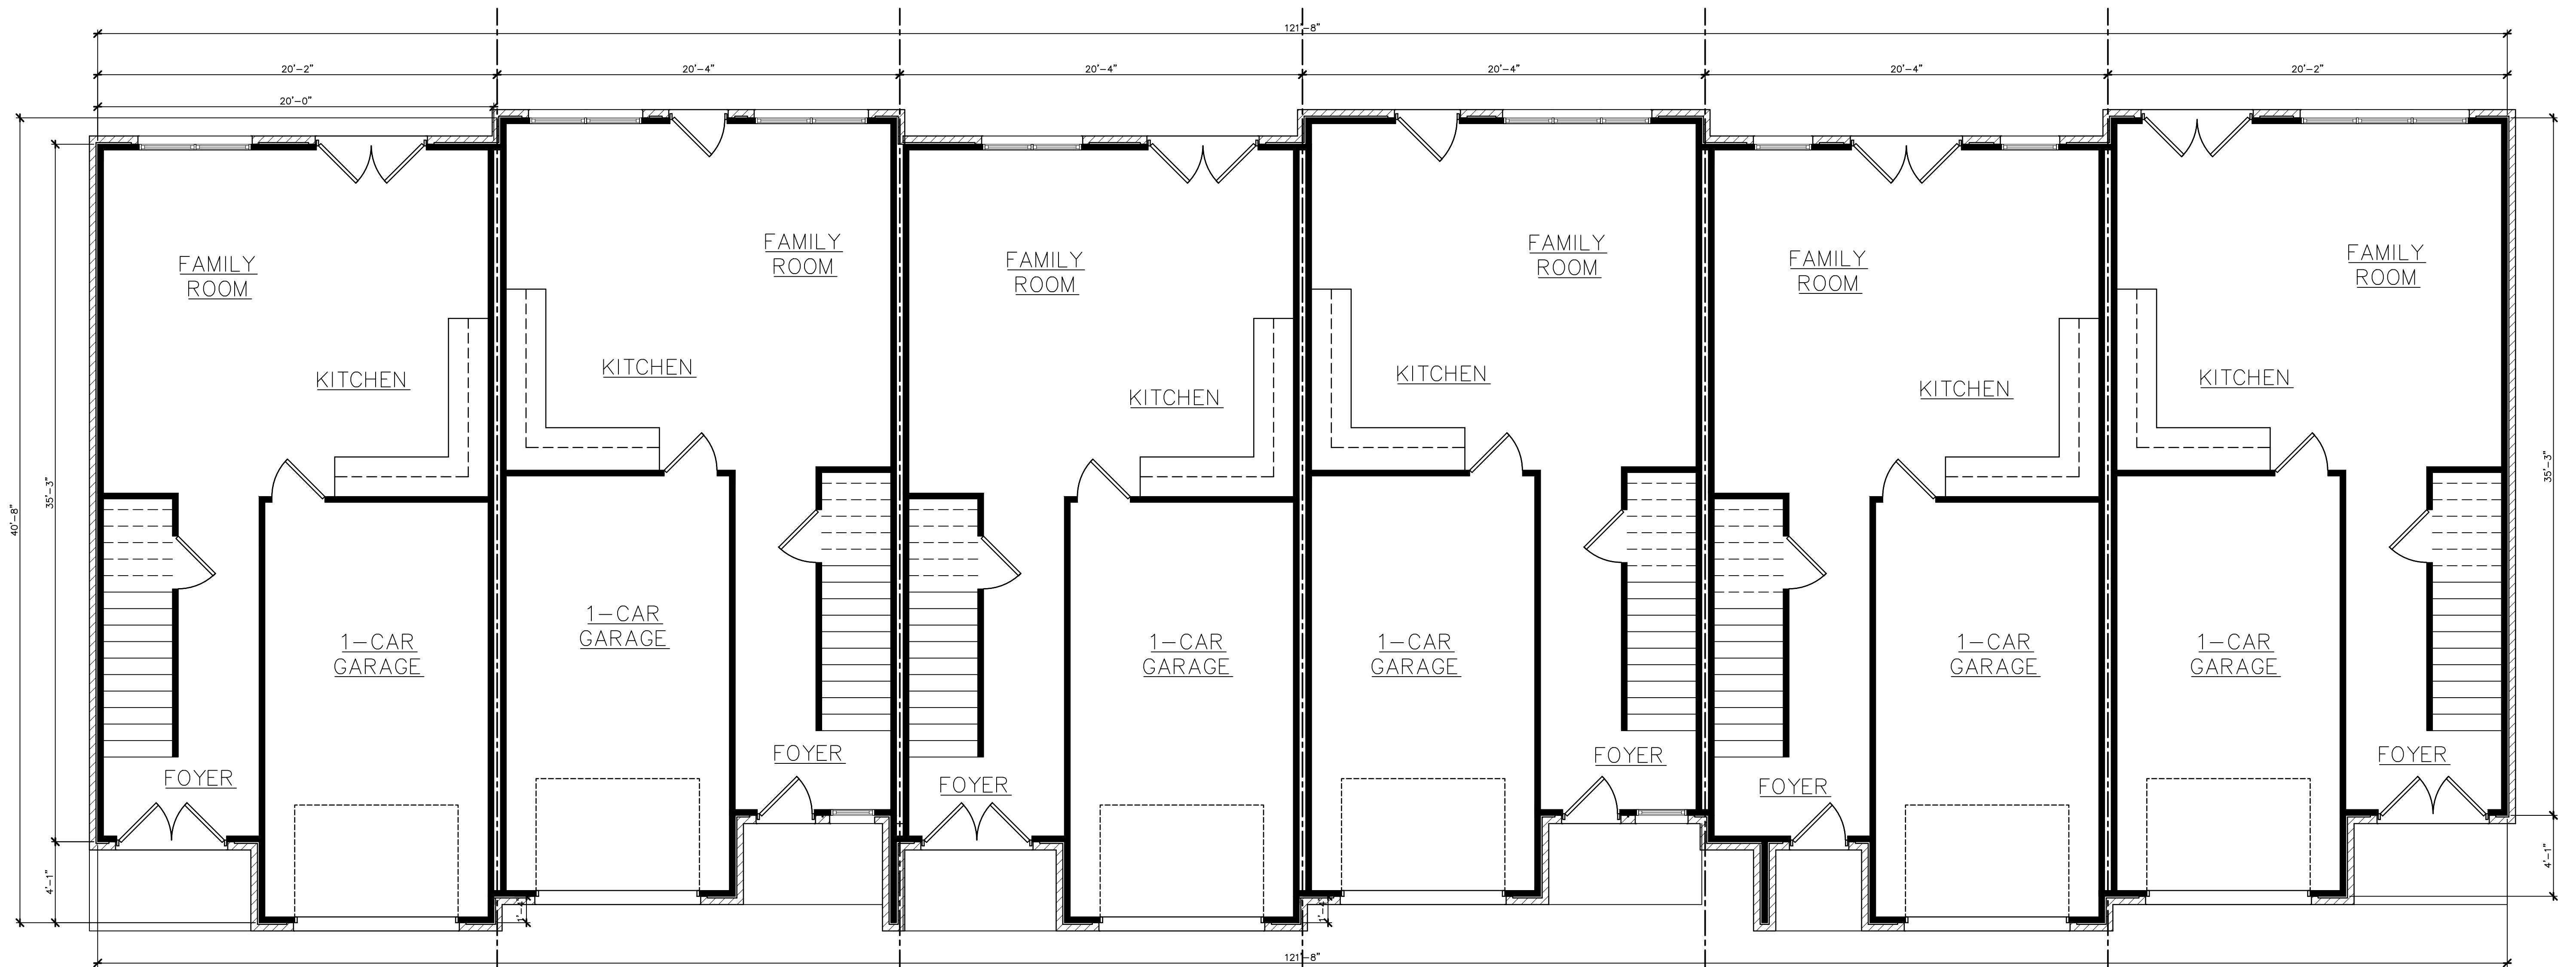 121'-8"
20'-2"
20'-4"
20'-4"
20'-4"
20'-4"
20'-2"
20'-0"
FAMILY
ROOM
FAMILY
ROOM
FAMILY
ROOM
FAMILY
ROOM
FAMILY
ROOM
FAMILY
ROOM
KITCHEN
KITCHEN
KITCHEN
KITCHEN
KITCHEN
KITCHEN
40'-8"
35'-3"
35'-3"
1-CAR
GARAGE
1-CAR
GARAGE
1-CAR
GARAGE
1-CAR
GARAGE
1-CAR
GARAGE
1-CAR
GARAGE
FOYER
FOYER
FOYER
FOYER
FOYER
FOYER
4'-1"
4'-1"
121'-8"